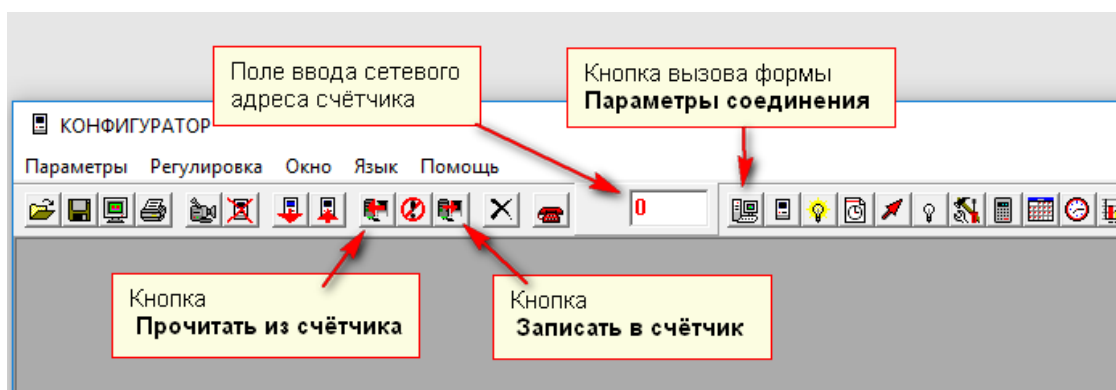 Поле ввода сетевого
адреса счётчика
Кнопка вызова формы
Параметры соединения
КОНФИГУРАТОР
Параметры Регулировка Окно Язык Помощь
0
Кнопка
Прочитать из счётчика
Кнопка
Записать в счётчик